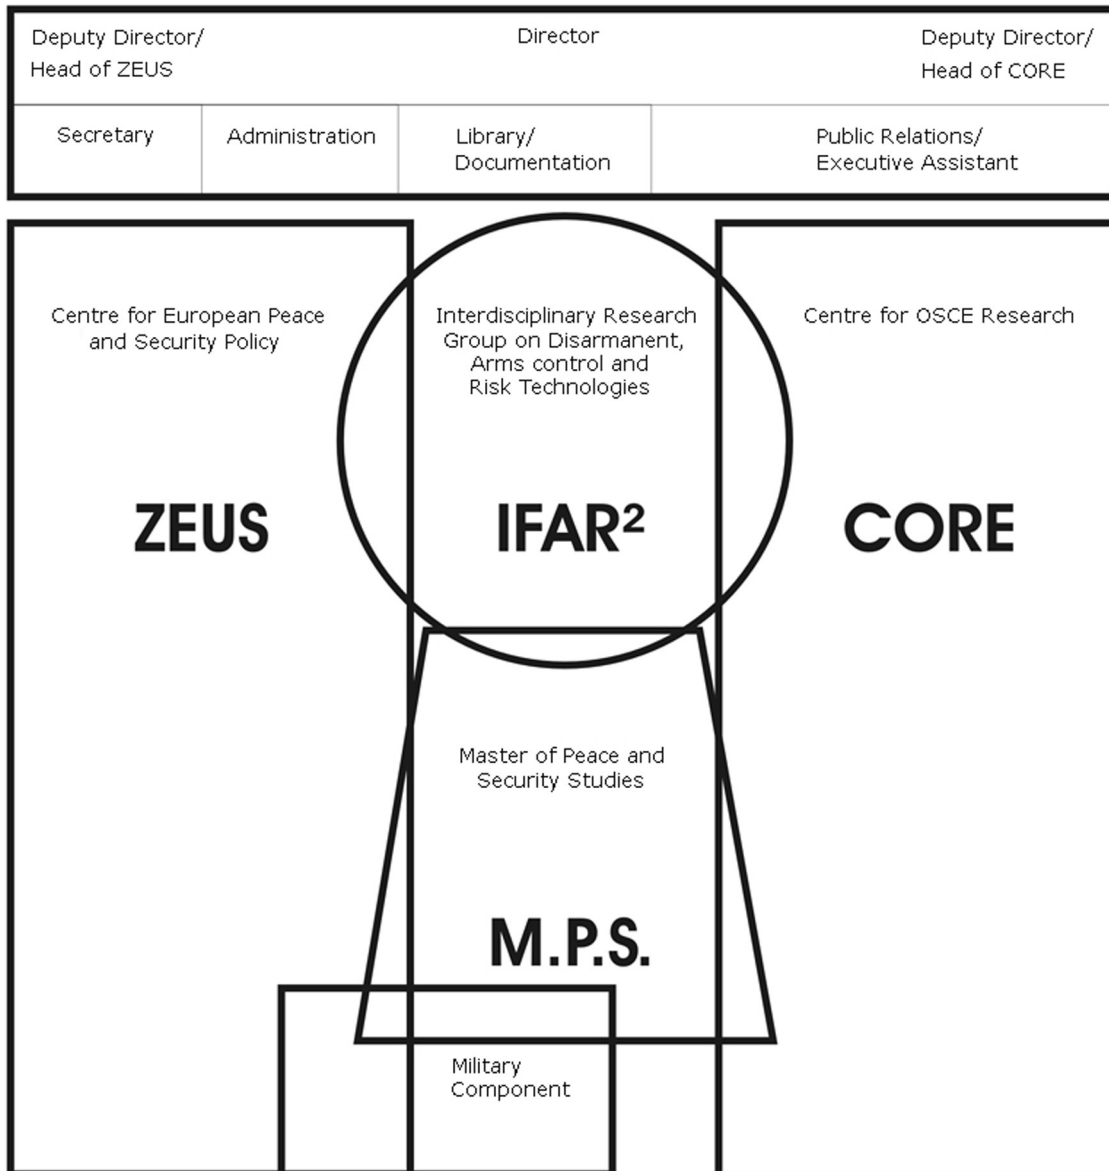 Deputy Director/
Head of ZEUS
Director
Deputy Director/
Head of CORE
Secretary
Administration
Library/
Documentation
Public Relations/
Executive Assistant
Centre for European Peace
and Security Policy
ZEUS
Interdisciplinary Research
Group on Disarmanent,
Arms control and
Risk Technologies
IFAR²
Centre for OSCE Research
CORE
Master of Peace and
Security Studies
M.P.S.
Military
Component